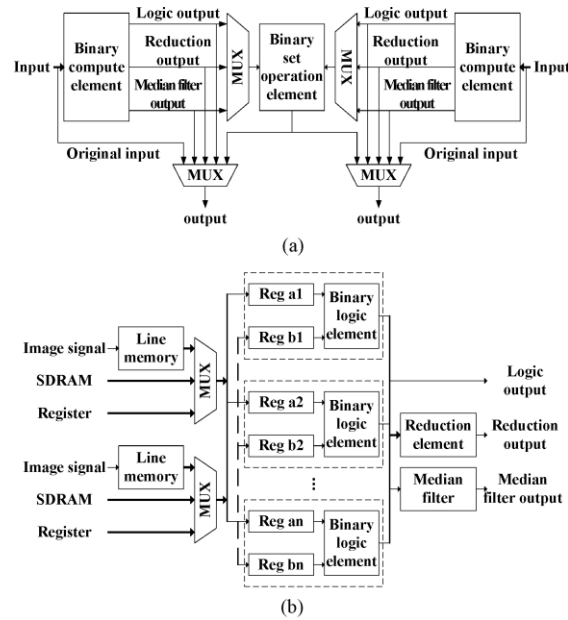 Logic output
Logic output
Input
Binary compute element
Reduction output
Median filter output
MUX
Binary set operation element
MUX
Reduction output
Median filter output
Binary compute element
Input
Original input
Original input
MUX
MUX
output
output
(a)
Image signal
Line memory
SDRAM
Register
MUX
Image signal
Line memory
SDRAM
Register
MUX
Reg a1
Reg b1
Binary logic element
Reg a2
Reg b2
Binary logic element
...
Reg an
Reg bn
Binary logic element
Logic output
Reduction element
Reduction output
Median filter
Median filter output
(b)